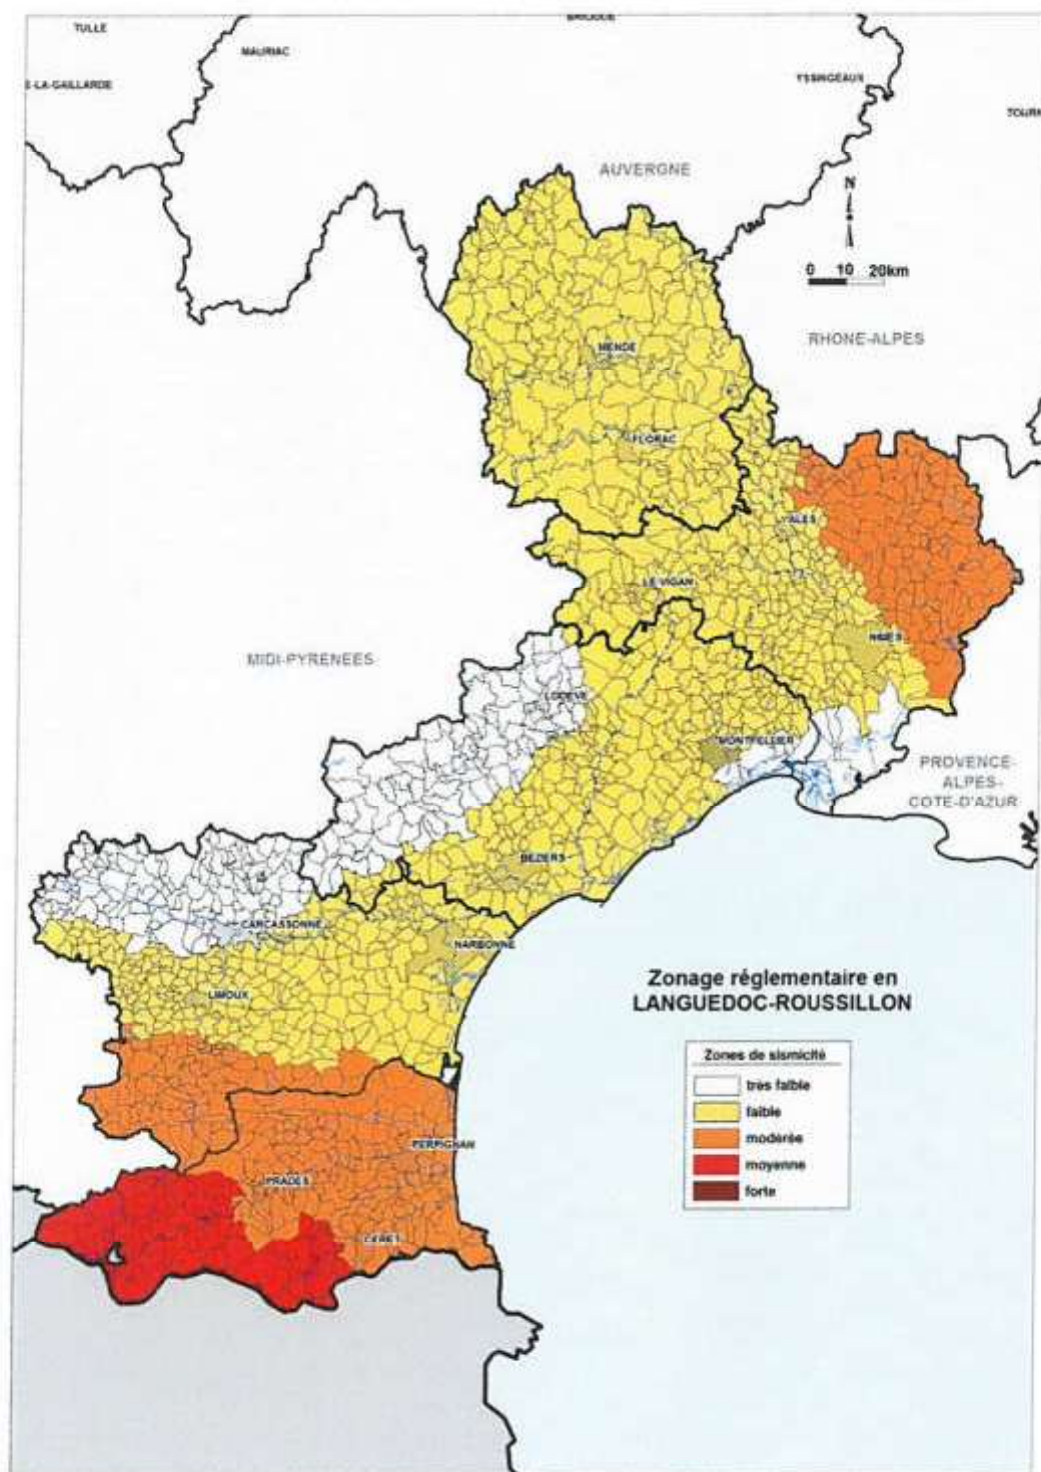 TULLE
MAURIAC
E-LA-GAILLARDE
YSSINGEAUX
AUVERGNE
N
0 10 20km
RHONE-ALPES
MENDE
FLORAC
ALES
LE VIGAN
NIMES
MIDI-PYRENEES
LODEVE
MONTPELLIER
PROVENCE-
ALPES-
COTE-D'AZUR
BEZIERS
CARCASSONNE
NARBONNE
LIMOUX
Zonage réglementaire en
LANGUEDOC-ROUSSILLON
Zones de sismicité
très faible
faible
modérée
moyenne
forte
PERPIGNAN
PRADES
CERET